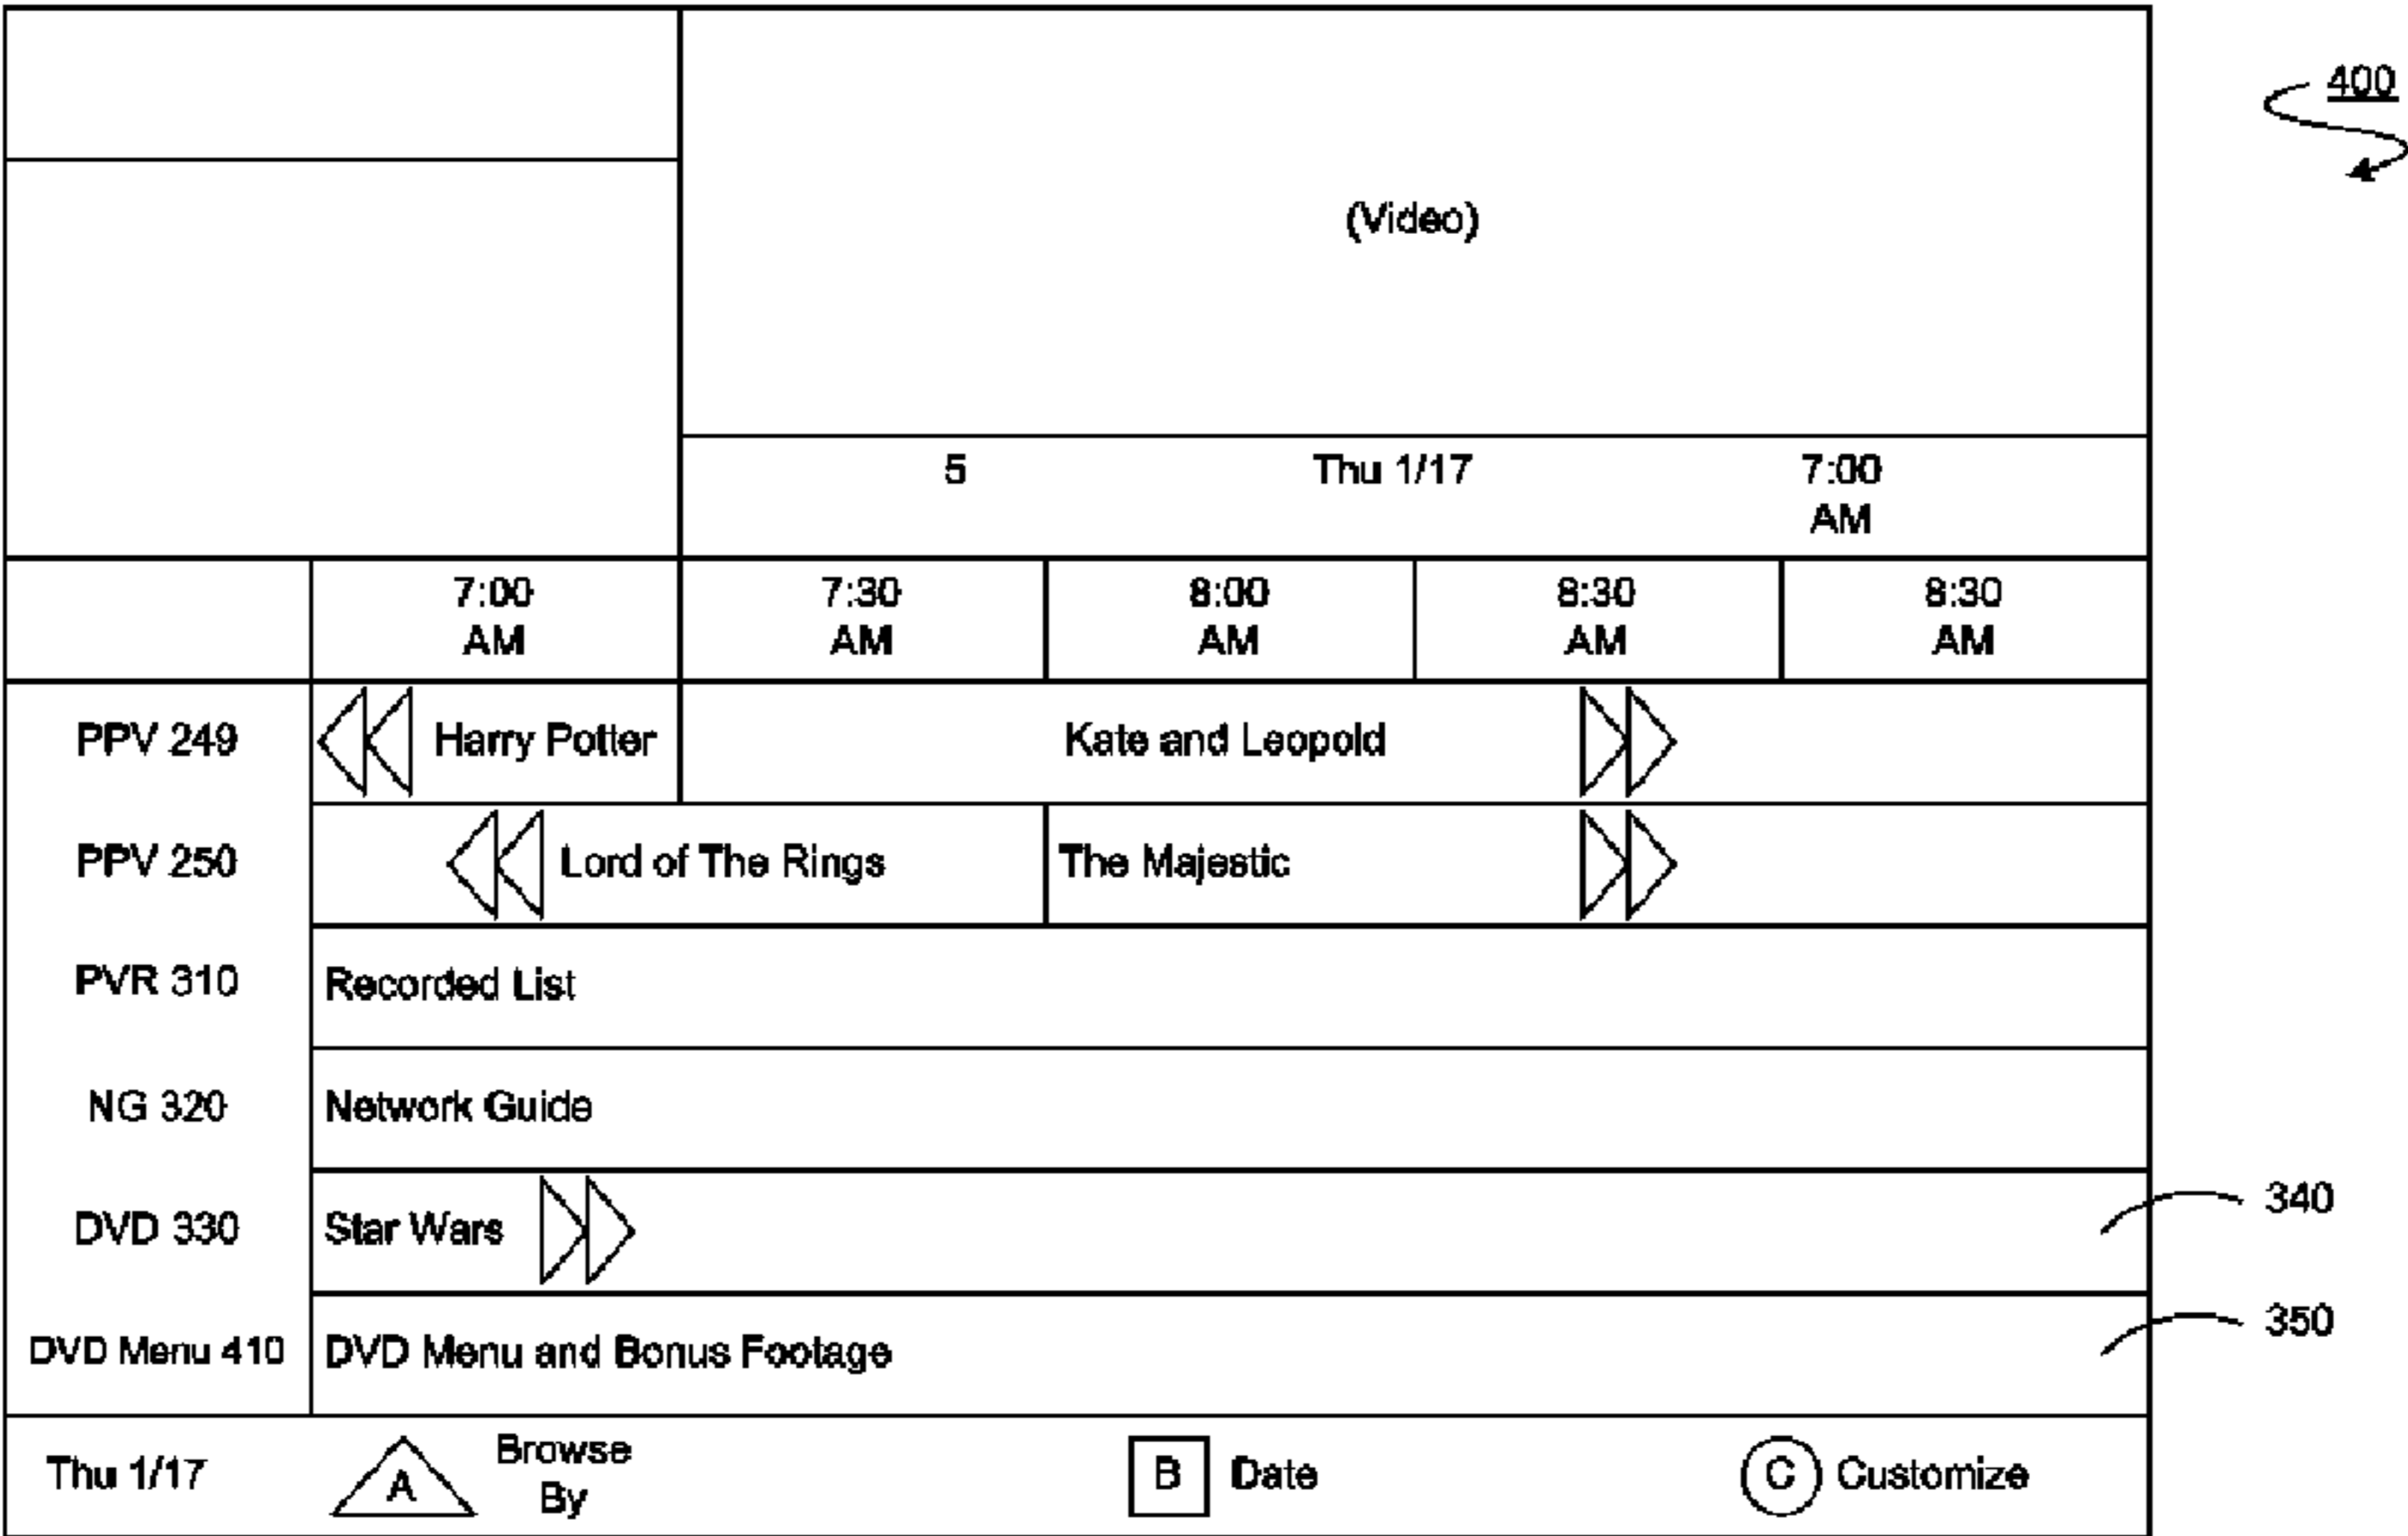 400
(Video)
5 Thu 1/17 7:00
AM
7:00 7:30 8:00 8:30 8:30
AM AM AM AM AM
PPV 249 Harry Potter Kate and Leopold
PPV 250 Lord of The Rings The Majestic
PVR 310 Recorded List
NG 320 Network Guide
DVD 330 Star Wars 340
DVD Menu 410 DVD Menu and Bonus Footage 350
Thu 1/17 A Browse By B Date C Customize